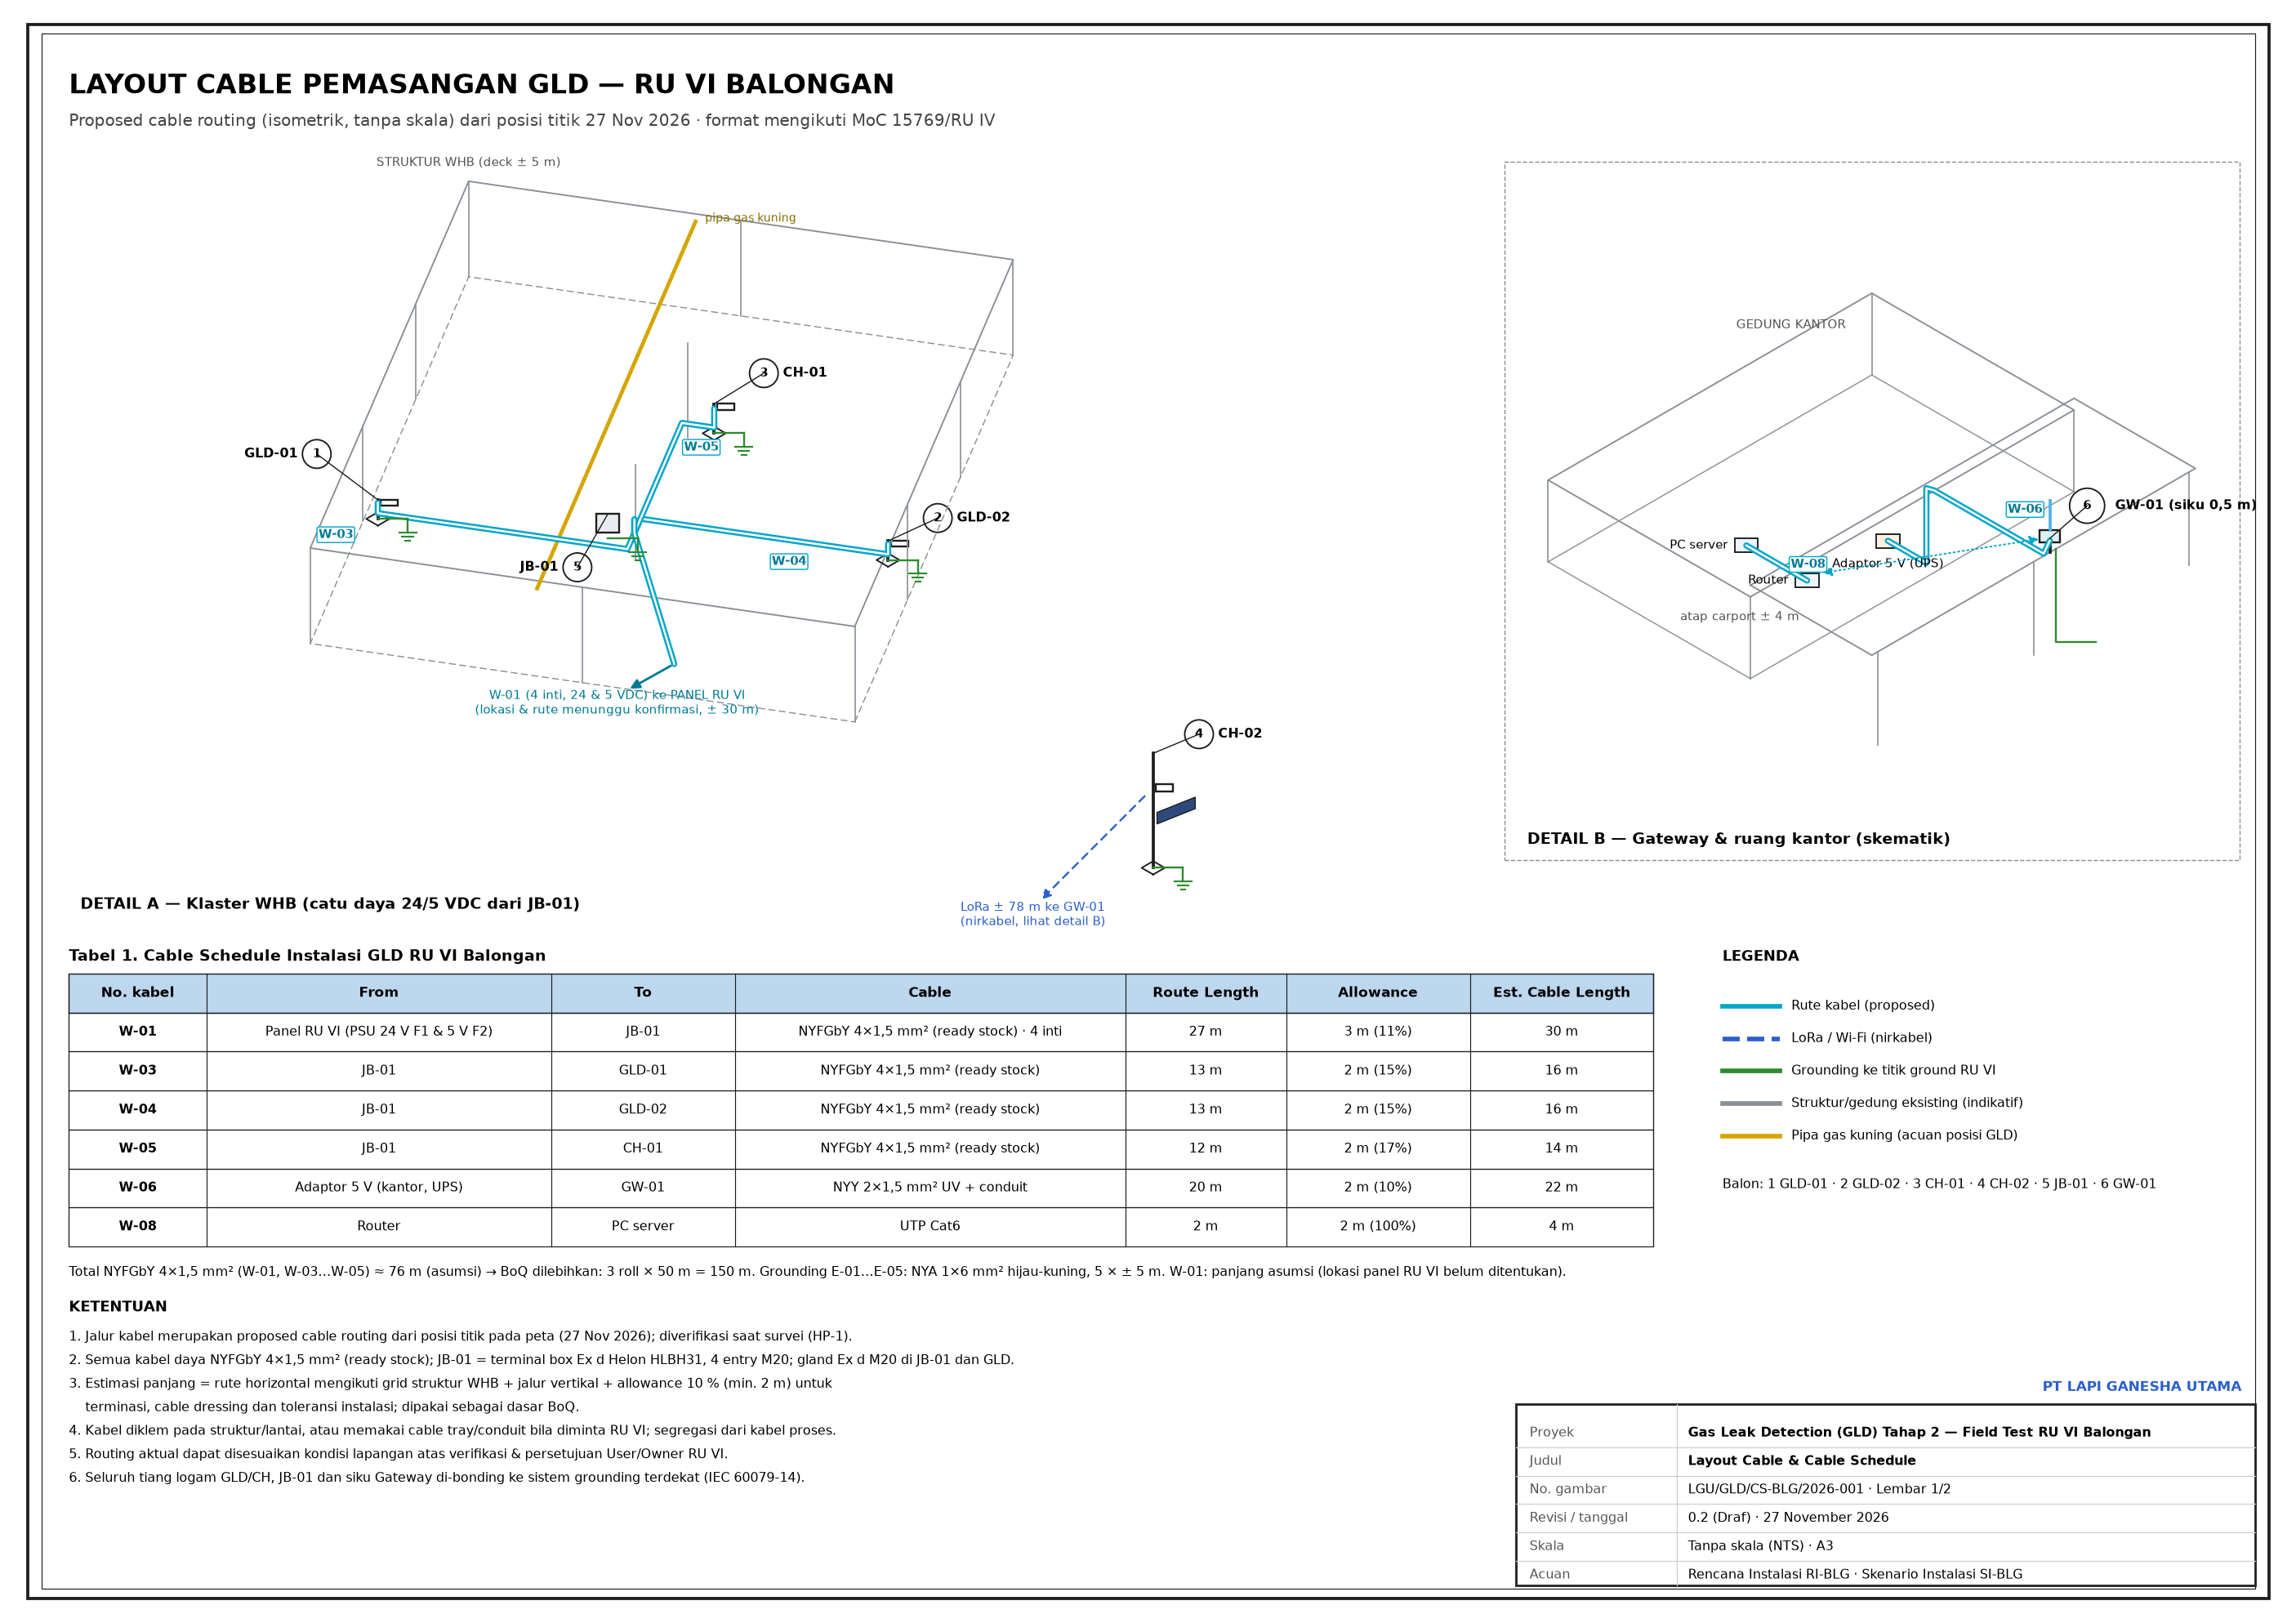 LAYOUT CABLE PEMASANGAN GLD — RU VI BALONGAN
Proposed cable routing (isometrik, tanpa skala) dari posisi titik 27 Nov 2026 · format mengikuti MoC 15769/RU IV
STRUKTUR WHB (deck ± 5 m)
pipa gas kuning
3 CH-01
GLD-01 1
W-05
W-03
2 GLD-02
JB-01 5
W-04
W-01 (4 inti, 24 & 5 VDC) ke PANEL RU VI
(lokasi & rute menunggu konfirmasi, ± 30 m)
4 CH-02
LoRa ± 78 m ke GW-01
(nirkabel, lihat detail B)
DETAIL A — Klaster WHB (catu daya 24/5 VDC dari JB-01)
GEDUNG KANTOR
W-06
6 GW-01 (siku 0,5 m)
PC server
W-08 Adaptor 5 V (UPS)
Router
atap carport ± 4 m
DETAIL B — Gateway & ruang kantor (skematik)
Tabel 1. Cable Schedule Instalasi GLD RU VI Balongan
No. kabel From To Cable Route Length Allowance Est. Cable Length
W-01 Panel RU VI (PSU 24 V F1 & 5 V F2) JB-01 NYFGbY 4×1,5 mm² (ready stock) · 4 inti 27 m 3 m (11%) 30 m
W-03 JB-01 GLD-01 NYFGbY 4×1,5 mm² (ready stock) 13 m 2 m (15%) 16 m
W-04 JB-01 GLD-02 NYFGbY 4×1,5 mm² (ready stock) 13 m 2 m (15%) 16 m
W-05 JB-01 CH-01 NYFGbY 4×1,5 mm² (ready stock) 12 m 2 m (17%) 14 m
W-06 Adaptor 5 V (kantor, UPS) GW-01 NYY 2×1,5 mm² UV + conduit 20 m 2 m (10%) 22 m
W-08 Router PC server UTP Cat6 2 m 2 m (100%) 4 m
Total NYFGbY 4×1,5 mm² (W-01, W-03…W-05) ≈ 76 m (asumsi) → BoQ dilebihkan: 3 roll × 50 m = 150 m. Grounding E-01…E-05: NYA 1×6 mm² hijau-kuning, 5 × ± 5 m. W-01: panjang asumsi (lokasi panel RU VI belum ditentukan).
LEGENDA
Rute kabel (proposed)
LoRa / Wi-Fi (nirkabel)
Grounding ke titik ground RU VI
Struktur/gedung eksisting (indikatif)
Pipa gas kuning (acuan posisi GLD)
Balon: 1 GLD-01 · 2 GLD-02 · 3 CH-01 · 4 CH-02 · 5 JB-01 · 6 GW-01
KETENTUAN
1. Jalur kabel merupakan proposed cable routing dari posisi titik pada peta (27 Nov 2026); diverifikasi saat survei (HP-1).
2. Semua kabel daya NYFGbY 4×1,5 mm² (ready stock); JB-01 = terminal box Ex d Helon HLBH31, 4 entry M20; gland Ex d M20 di JB-01 dan GLD.
3. Estimasi panjang = rute horizontal mengikuti grid struktur WHB + jalur vertikal + allowance 10 % (min. 2 m) untuk
terminasi, cable dressing dan toleransi instalasi; dipakai sebagai dasar BoQ.
4. Kabel diklem pada struktur/lantai, atau memakai cable tray/conduit bila diminta RU VI; segregasi dari kabel proses.
5. Routing aktual dapat disesuaikan kondisi lapangan atas verifikasi & persetujuan User/Owner RU VI.
6. Seluruh tiang logam GLD/CH, JB-01 dan siku Gateway di-bonding ke sistem grounding terdekat (IEC 60079-14).
PT LAPI GANESHA UTAMA
Proyek Gas Leak Detection (GLD) Tahap 2 — Field Test RU VI Balongan
Judul Layout Cable & Cable Schedule
No. gambar LGU/GLD/CS-BLG/2026-001 · Lembar 1/2
Revisi / tanggal 0.2 (Draf) · 27 November 2026
Skala Tanpa skala (NTS) · A3
Acuan Rencana Instalasi RI-BLG · Skenario Instalasi SI-BLG